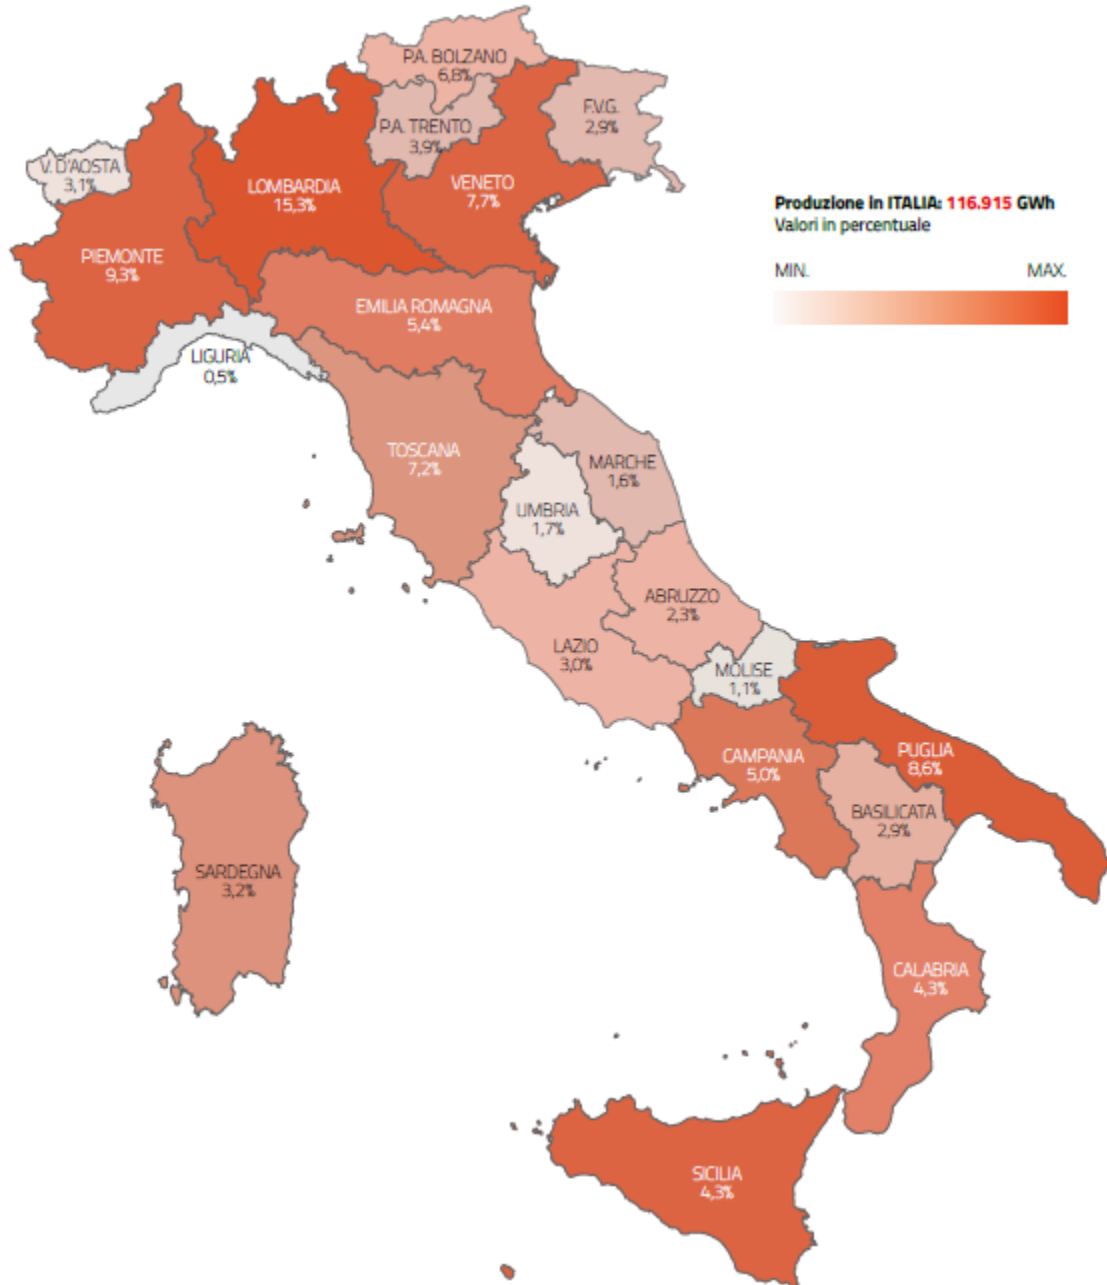 P.A. BOLZANO
6,8%
F.V.G.
2,9%
P.A. TRENTO
3,9%
V. D'AOSTA
3,1%
LOMBARDIA
15,3%
VENETO
7,7%
Produzione in ITALIA: 116.915 GWh
Valori in percentuale
MIN.
MAX.
PIEMONTE
9,3%
EMILIA ROMAGNA
5,4%
LIGURIA
0,5%
TOSCANA
7,2%
MARCHE
1,6%
UMBRIA
1,7%
ABRUZZO
2,3%
LAZIO
3,0%
MOLISE
1,1%
CAMPANIA
5,0%
PUGLIA
8,6%
BASILICATA
2,9%
SARDEGNA
3,2%
CALABRIA
4,3%
SICILIA
4,3%